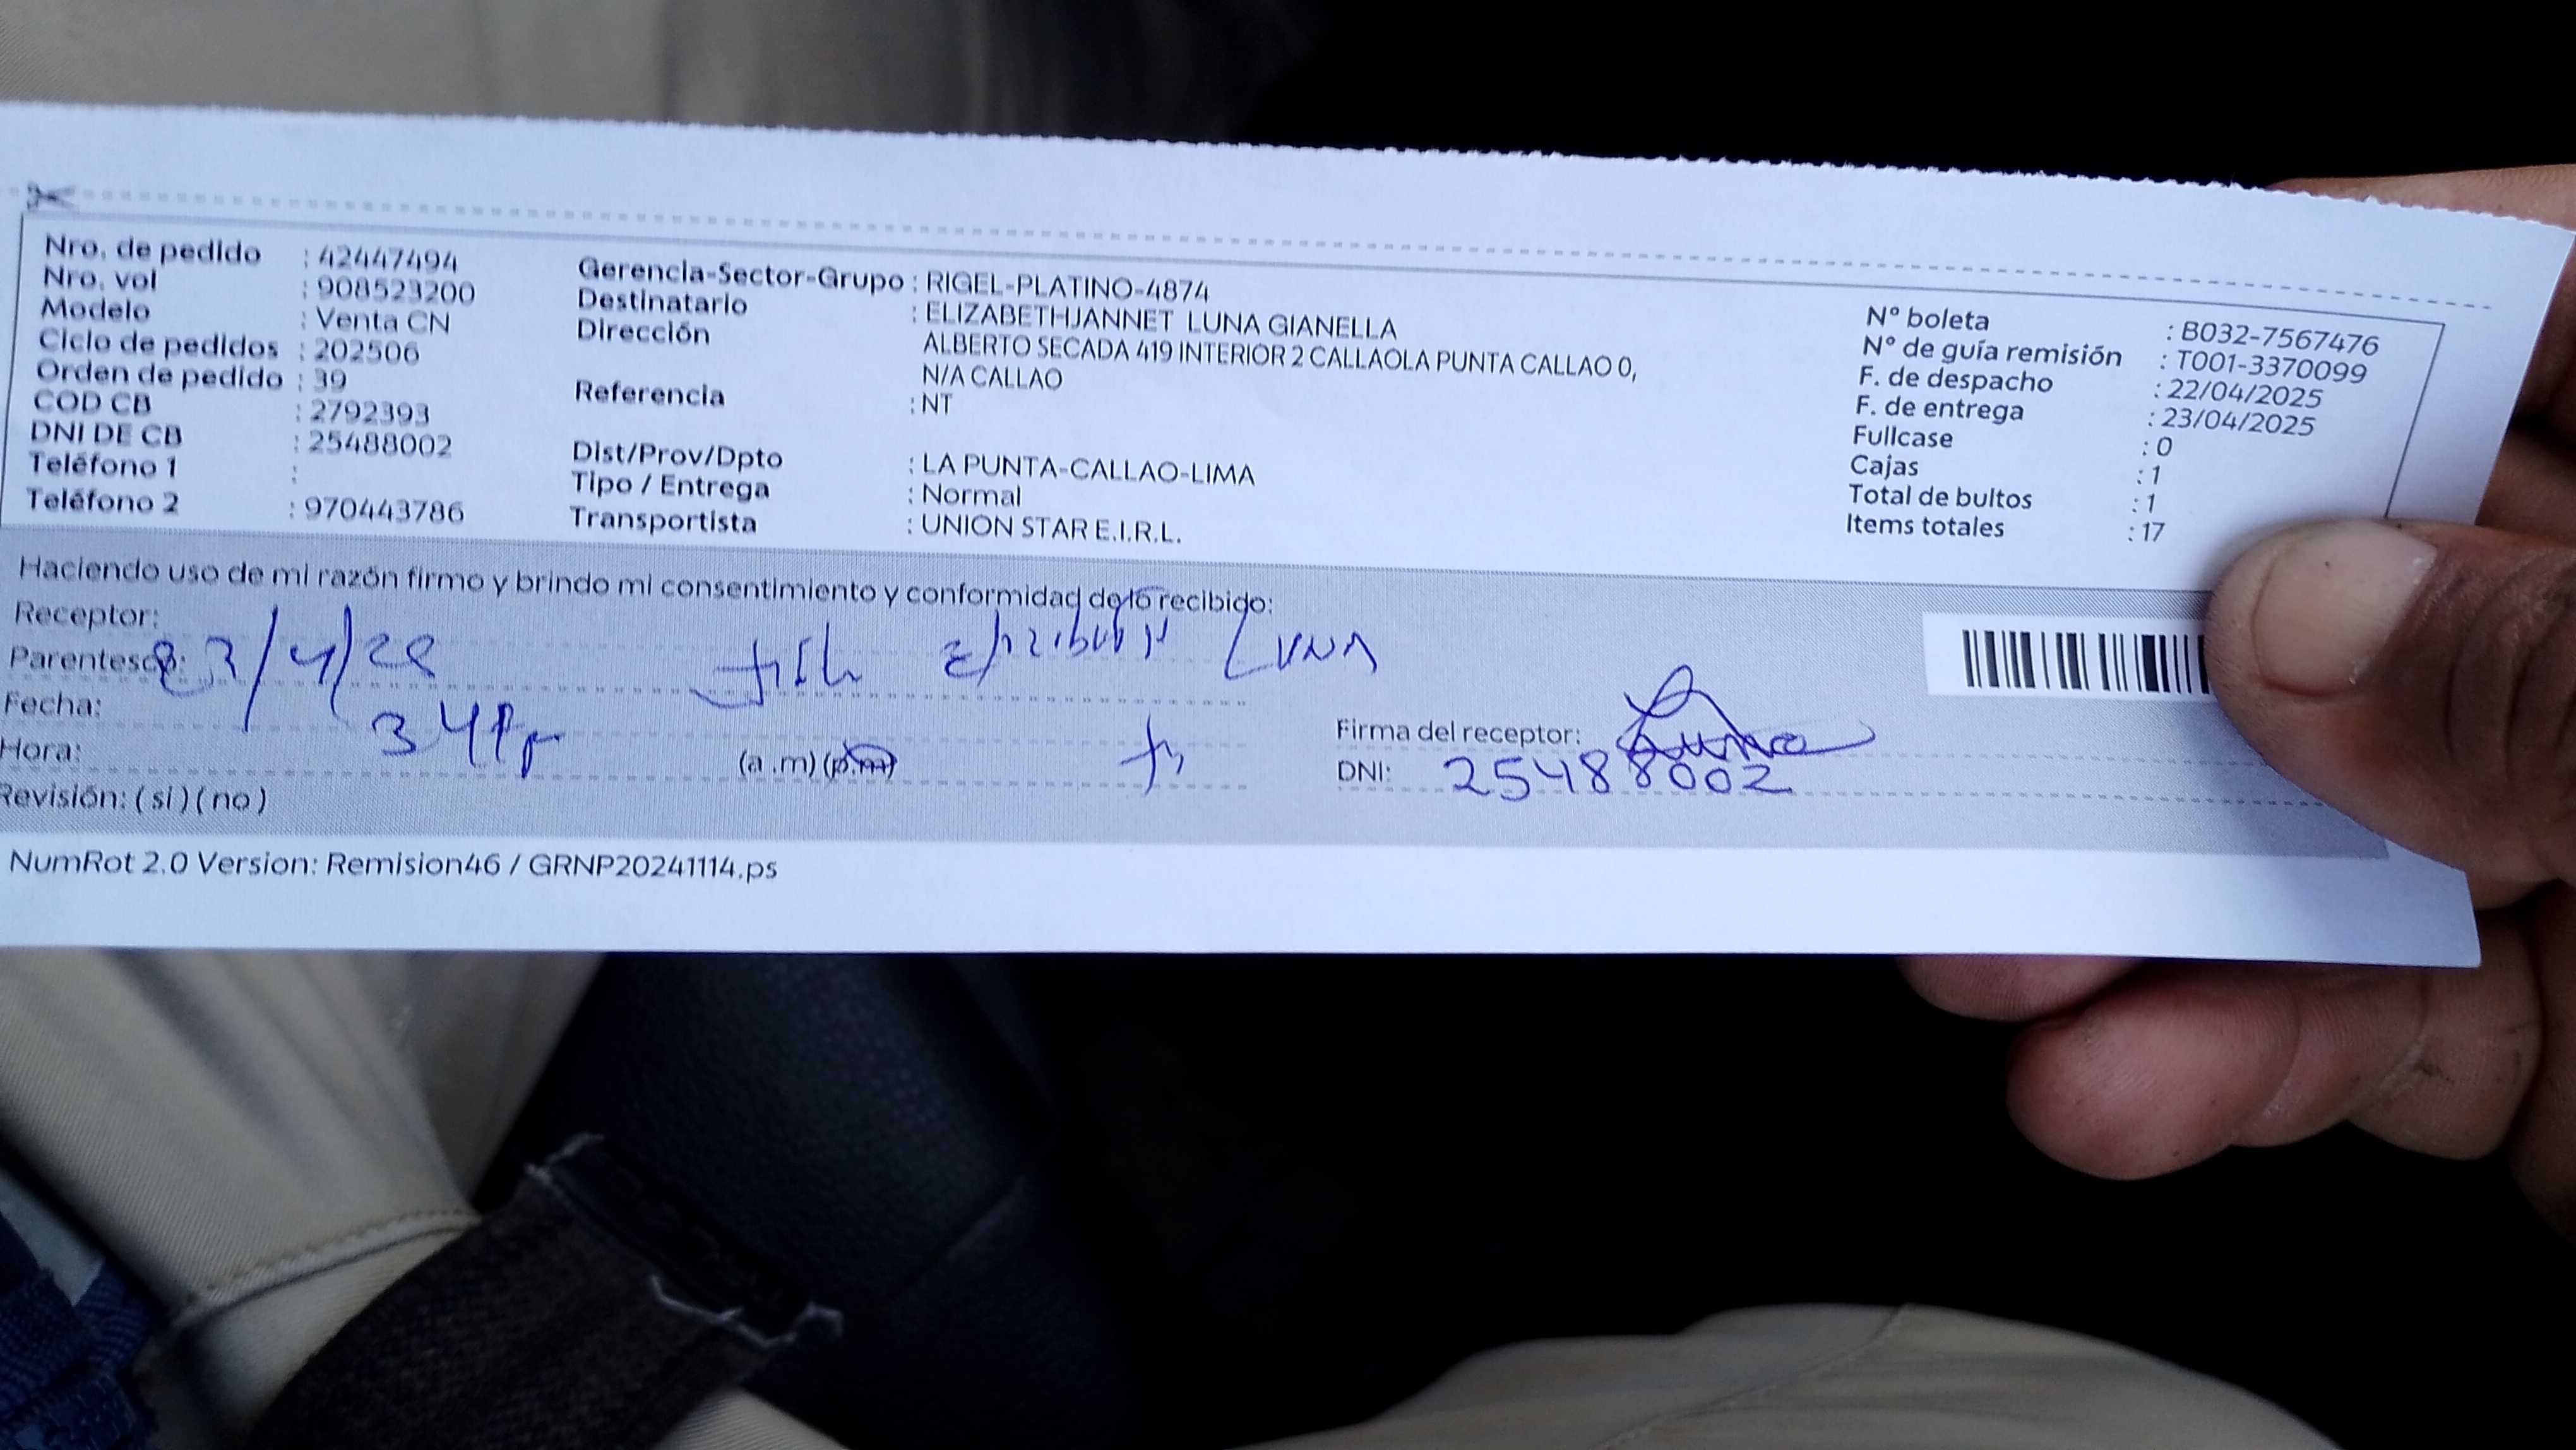 Nro. de pedido : 42447494
Nro. vol : 908523200
Modelo : Venta CN
Ciclo de pedidos : 202506
Orden de pedido : 39
COD CB : 2792393
DNI DE CB : 25488002
Teléfono 1 :
Teléfono 2 : 970443786
Gerencia-Sector-Grupo : RIGEL-PLATINO-4874
Destinatario : ELIZABETHJANNET LUNA GIANELLA
Dirección ALBERTO SECADA 419 INTERIOR 2 CALLAOLA PUNTA CALLAO 0,
N/A CALLAO
Referencia : NT
Dist/Prov/Dpto : LA PUNTA-CALLAO-LIMA
Tipo / Entrega : Normal
Transportista : UNION STAR E.I.R.L.
N° boleta : B032-7567476
N° de guía remisión : T001-3370099
F. de despacho : 22/04/2025
F. de entrega : 23/04/2025
Fullcase : 0
Cajas : 1
Total de bultos : 1
Items totales : 17
Haciendo uso de mi razón firmo y brindo mi consentimiento y conformidad de lo recibido:
Receptor:
Parentesco: Luna
Fecha:
Hora: (a .m) (p.m)
Revisión: ( si ) ( no )
Firma del receptor: Luna
DNI: 25488002
NumRot 2.0 Version: Remision46 / GRNP20241114.ps